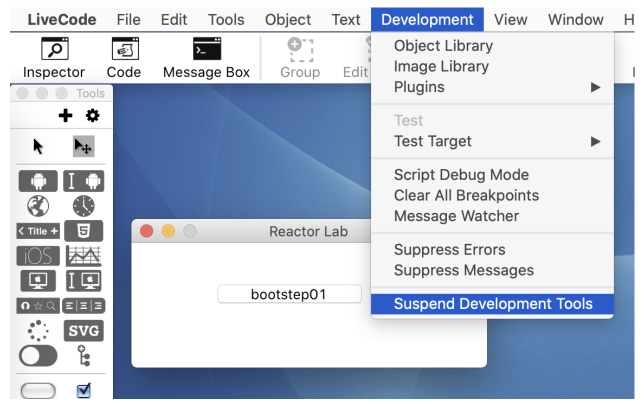 LiveCode File Edit Tools Object Text Development View Window H
Inspector Code Message Box Group Edit
Object Library
Image Library
Plugins
Test
Test Target
Script Debug Mode
Clear All Breakpoints
Message Watcher
Suppress Errors
Suppress Messages
Suspend Development Tools
Tools
< Title +
5
iOS
SVG
Reactor Lab
bootstep01